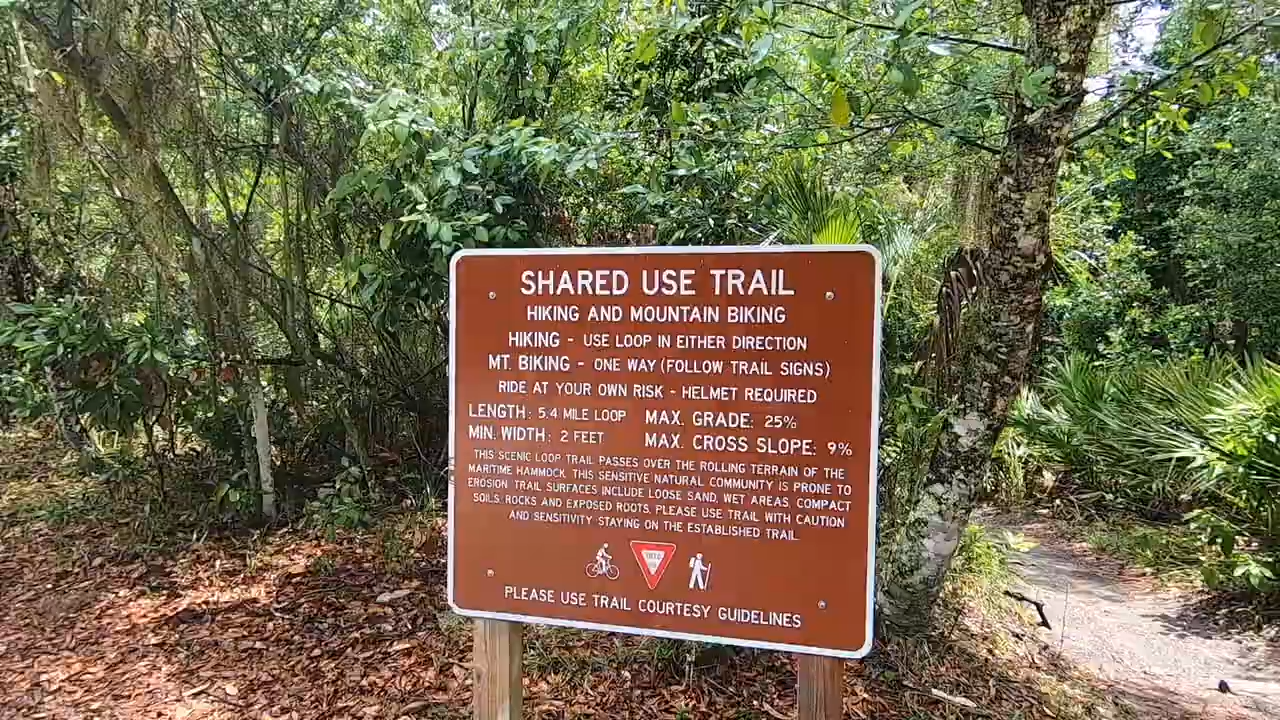 SHARED USE TRAIL
HIKING AND MOUNTAIN BIKING
HIKING - USE LOOP IN EITHER DIRECTION
MT. BIKING - ONE WAY (FOLLOW TRAIL SIGNS)
RIDE AT YOUR OWN RISK - HELMET REQUIRED
LENGTH: 5.4 MILE LOOP MAX. GRADE: 25%
MIN. WIDTH: 2 FEET MAX. CROSS SLOPE: 9%
THIS SCENIC LOOP TRAIL PASSES OVER THE ROLLING TERRAIN OF THE
MARITIME HAMMOCK. THIS SENSITIVE NATURAL COMMUNITY IS PRONE TO
EROSION. TRAIL SURFACES INCLUDE LOOSE SAND, WET AREAS, COMPACT
SOILS, ROCKS AND EXPOSED ROOTS. PLEASE USE TRAIL WITH CAUTION
AND SENSITIVITY STAYING ON THE ESTABLISHED TRAIL.
PLEASE USE TRAIL COURTESY GUIDELINES